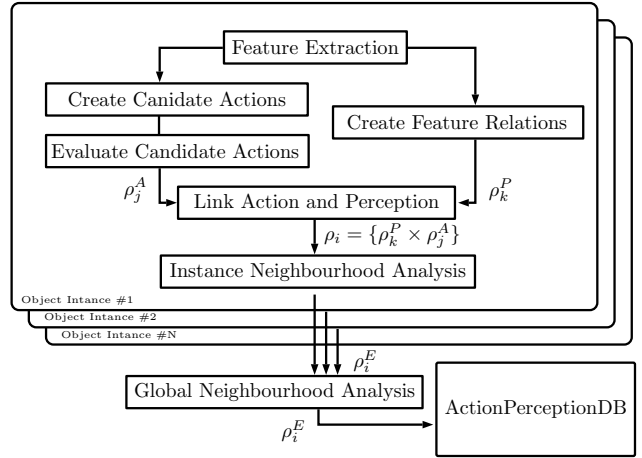 Feature Extraction
Create Canidate Actions
Create Feature Relations
Evaluate Candidate Actions
ρ_j^A
ρ_k^P
Link Action and Perception
ρ_i = {ρ_k^P × ρ_j^A}
Instance Neighbourhood Analysis
Object Intance #1
Object Intance #2
Object Intance #N
ρ_i^E
Global Neighbourhood Analysis
ActionPerceptionDB
ρ_i^E